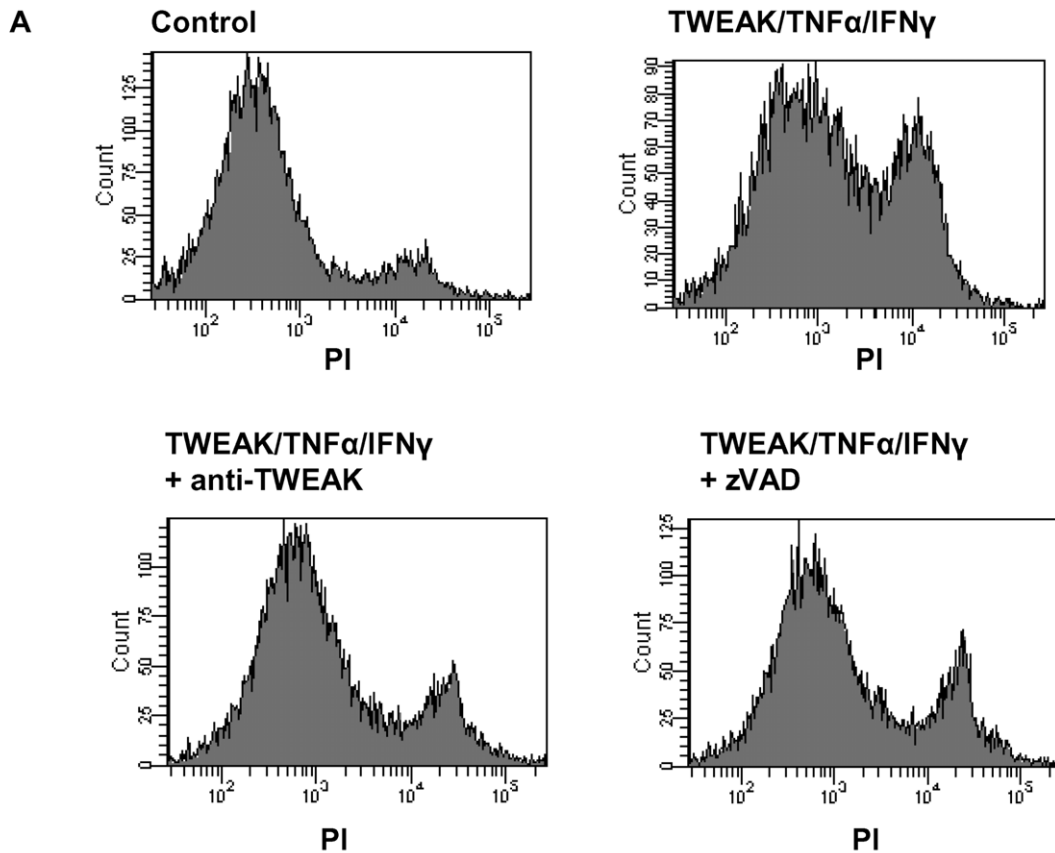 A
Control
125
100
75
50
25
0
Count
10²
10³
10⁴
10⁵
PI
TWEAK/TNFα/IFNγ
90
80
70
60
50
40
30
20
10
0
Count
10²
10³
10⁴
10⁵
PI
TWEAK/TNFα/IFNγ
+ anti-TWEAK
100
75
50
25
0
Count
10²
10³
10⁴
10⁵
PI
TWEAK/TNFα/IFNγ
+ zVAD
125
100
75
50
25
0
Count
10²
10³
10⁴
10⁵
PI